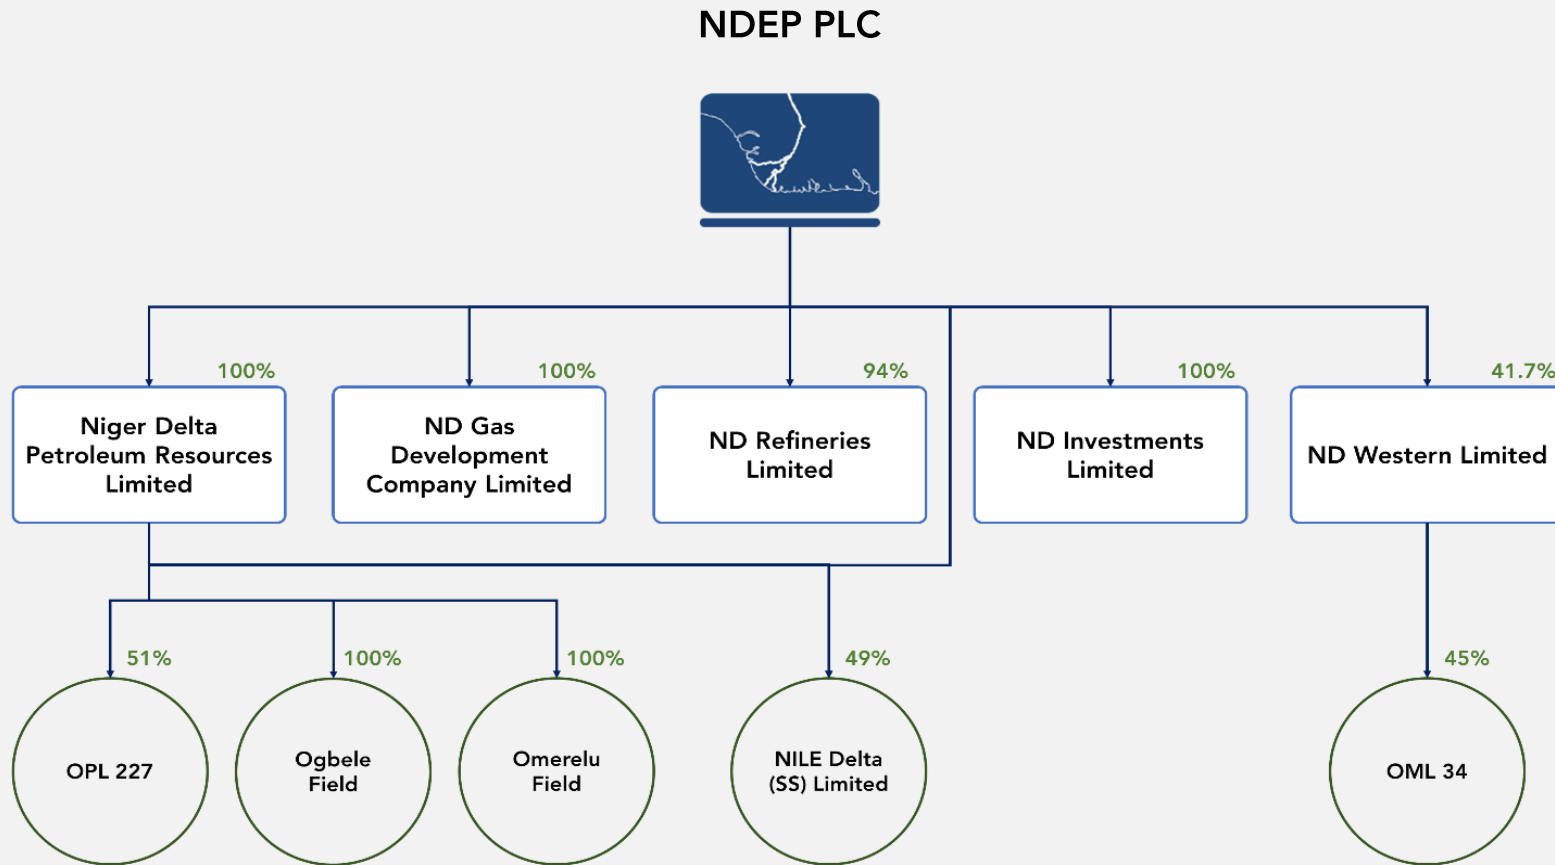 NDEP PLC
100%
100%
94%
100%
41.7%
Niger Delta
Petroleum Resources
Limited
ND Gas
Development
Company Limited
ND Refineries
Limited
ND Investments
Limited
ND Western Limited
51%
100%
100%
49%
45%
OPL 227
Ogbele
Field
Omerelu
Field
NILE Delta
(SS) Limited
OML 34